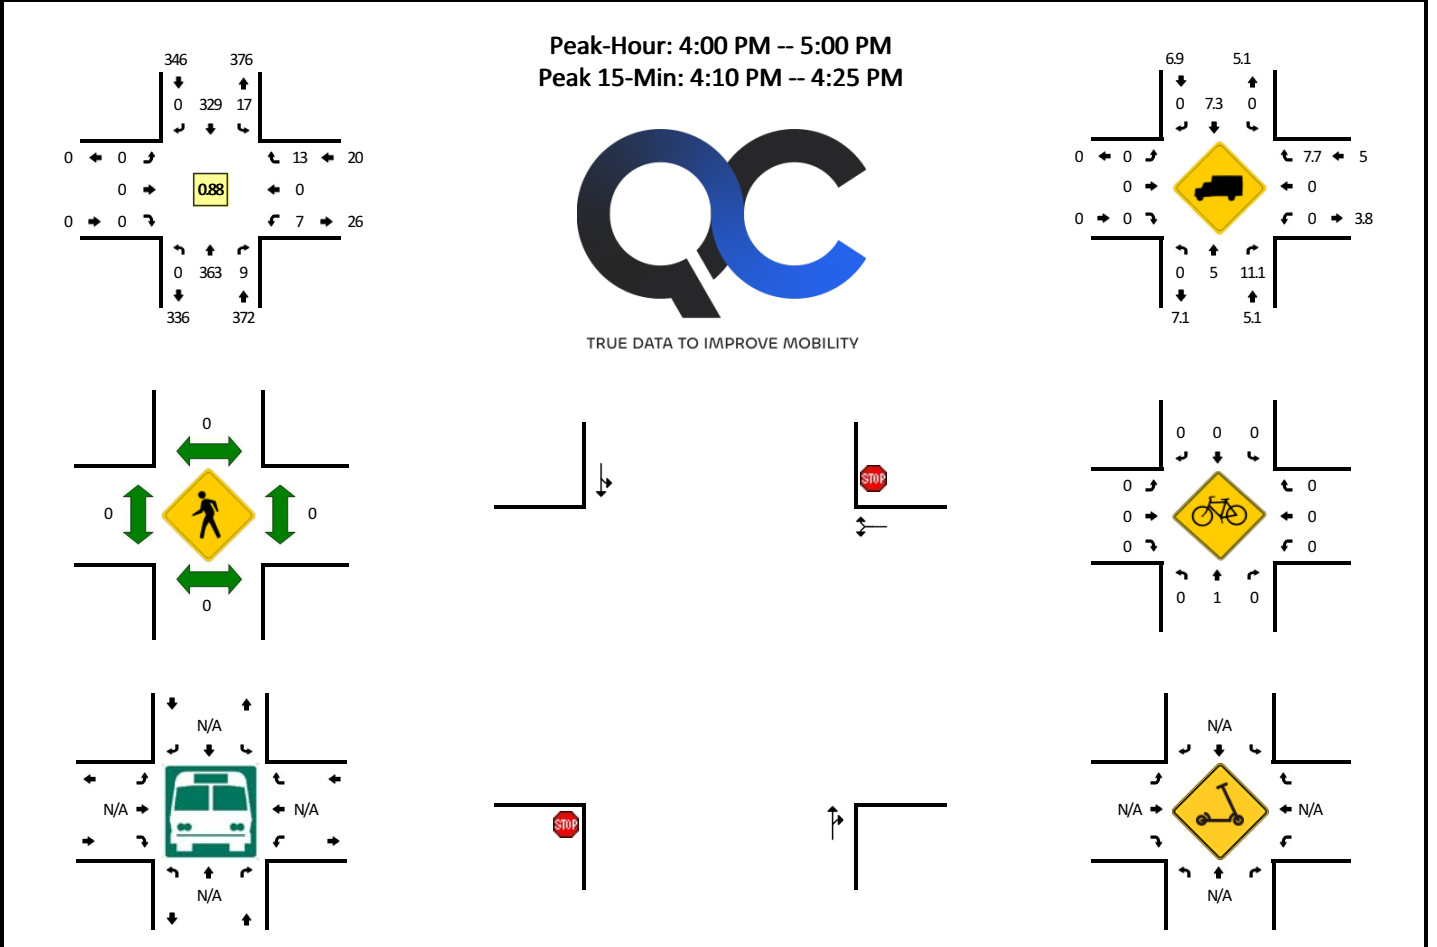 Peak-Hour: 4:00 PM -- 5:00 PM
Peak 15-Min: 4:10 PM -- 4:25 PM
346 376
0 329 17
0 0 13 20
0 0.88 0
0 0 7 26
0 363 9
336 372
QC
TRUE DATA TO IMPROVE MOBILITY
6.9 5.1
0 7.3 0
0 0 7.7 5
0 0
0 0 0 3.8
0 5 11.1
7.1 5.1
0
0 0
0
STOP
STOP
0 0 0
0 0
0 0
0 0
0 1 0
N/A
N/A N/A
N/A
N/A
N/A N/A
N/A